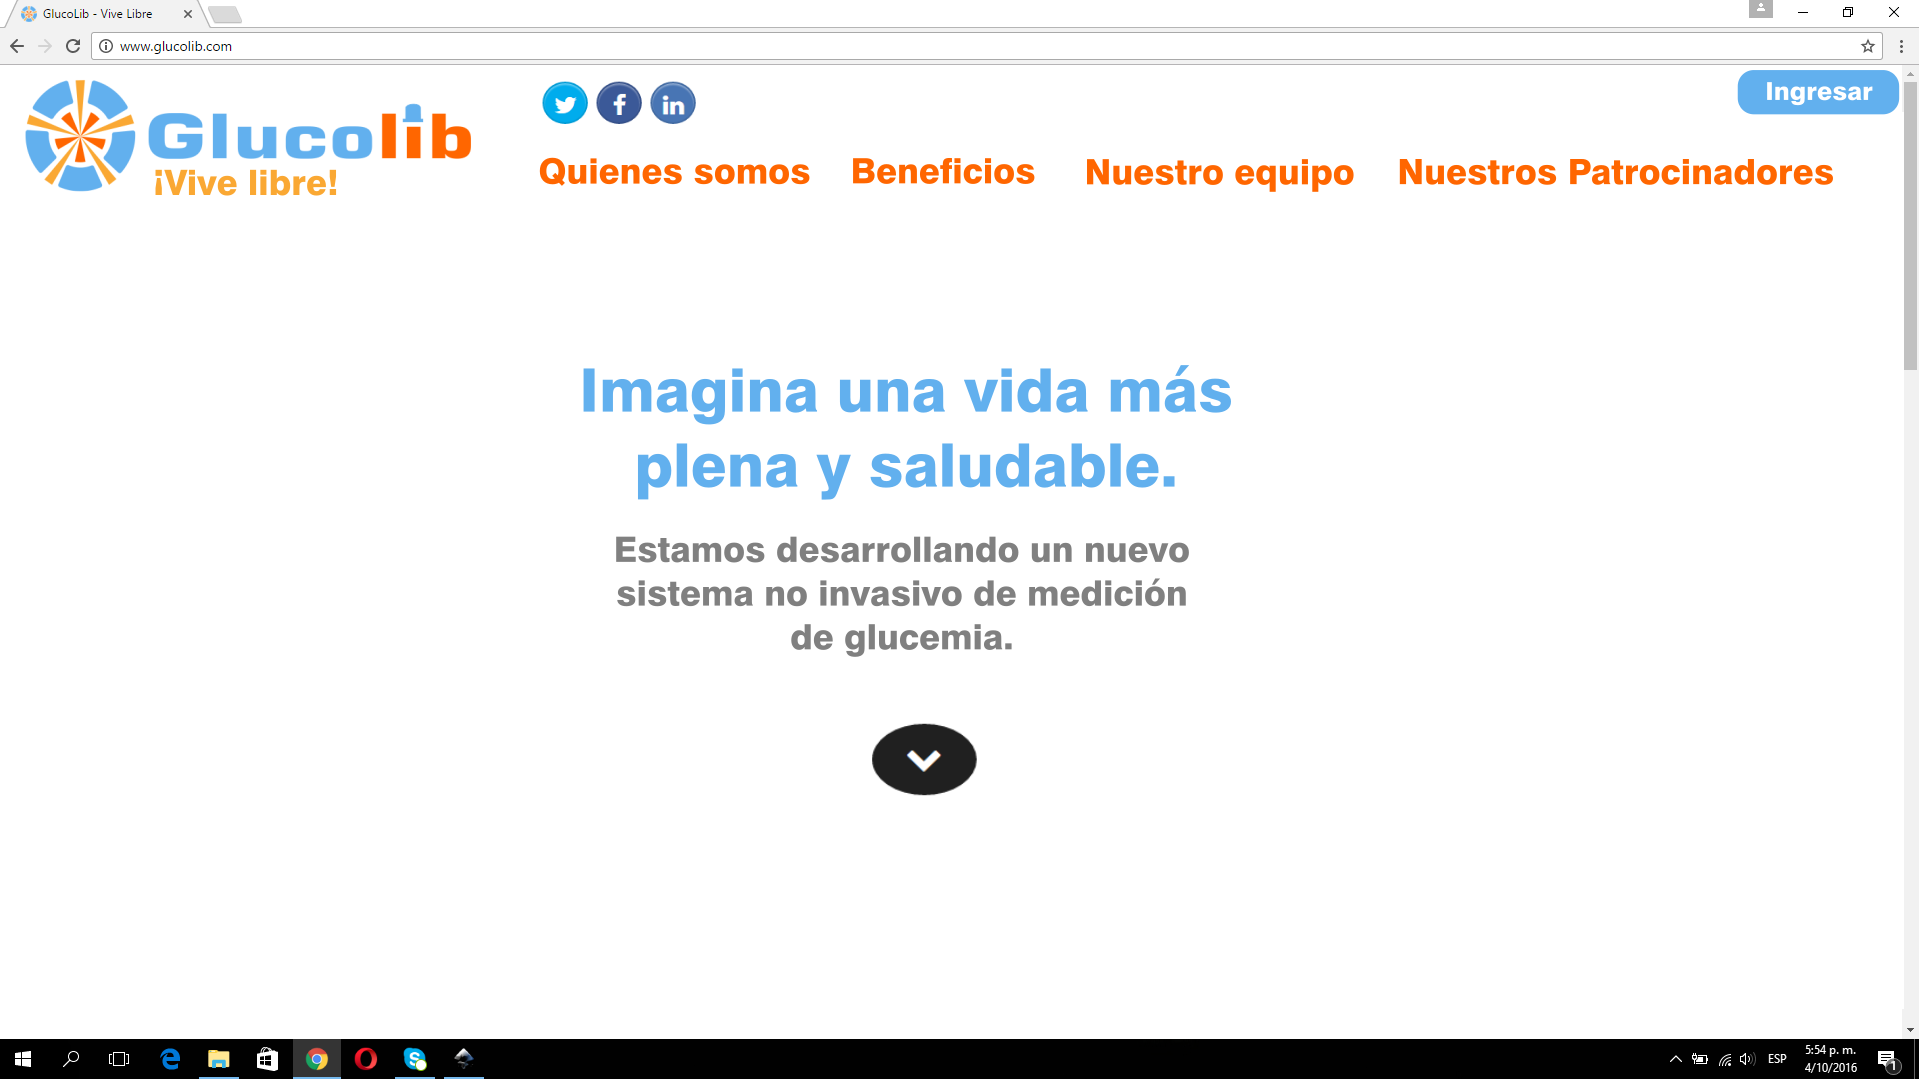 GlucoLib - Vive Libre
www.glucolib.com
Glucolib
¡Vive libre!
Ingresar
Quienes somos
Beneficios
Nuestro equipo
Nuestros Patrocinadores
Imagina una vida más
plena y saludable.
Estamos desarrollando un nuevo
sistema no invasivo de medición
de glucemia.
ESP
5:54 p. m.
4/10/2016
1